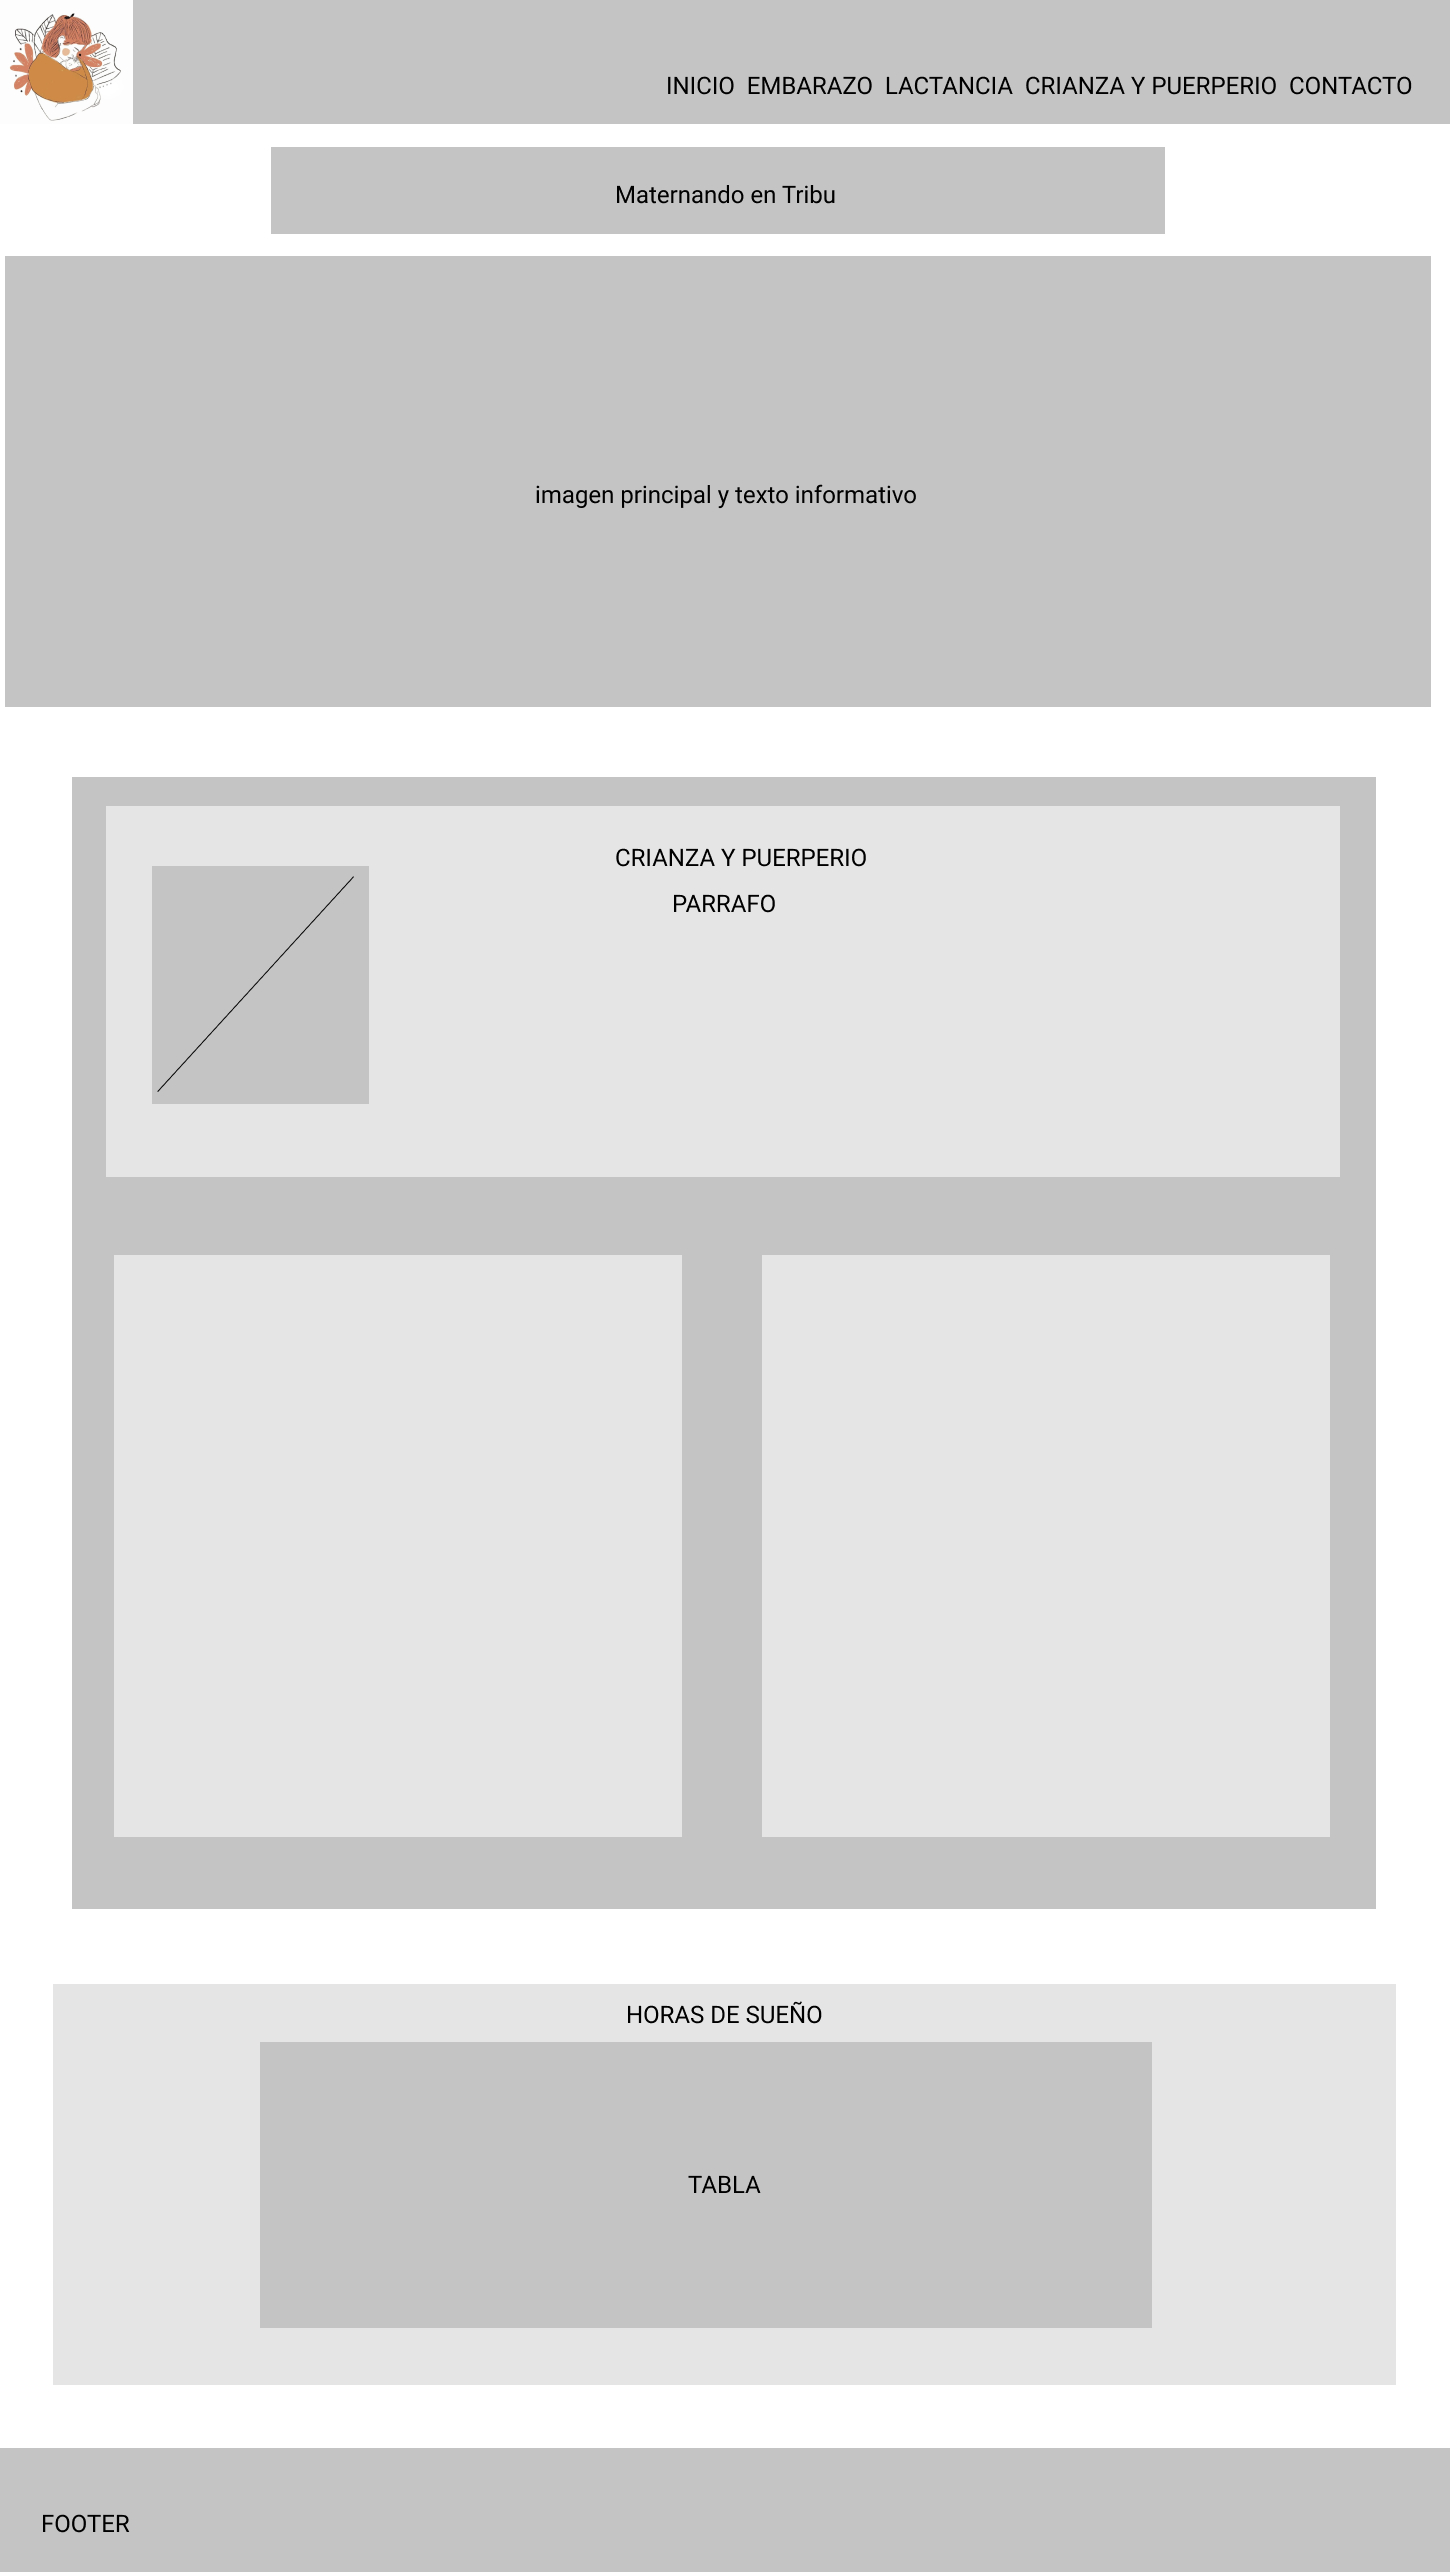 INICIO EMBARAZO LACTANCIA CRIANZA Y PUERPERIO CONTACTO
Maternando en Tribu
imagen principal y texto informativo
CRIANZA Y PUERPERIO
PARRAFO
HORAS DE SUEÑO
TABLA
FOOTER